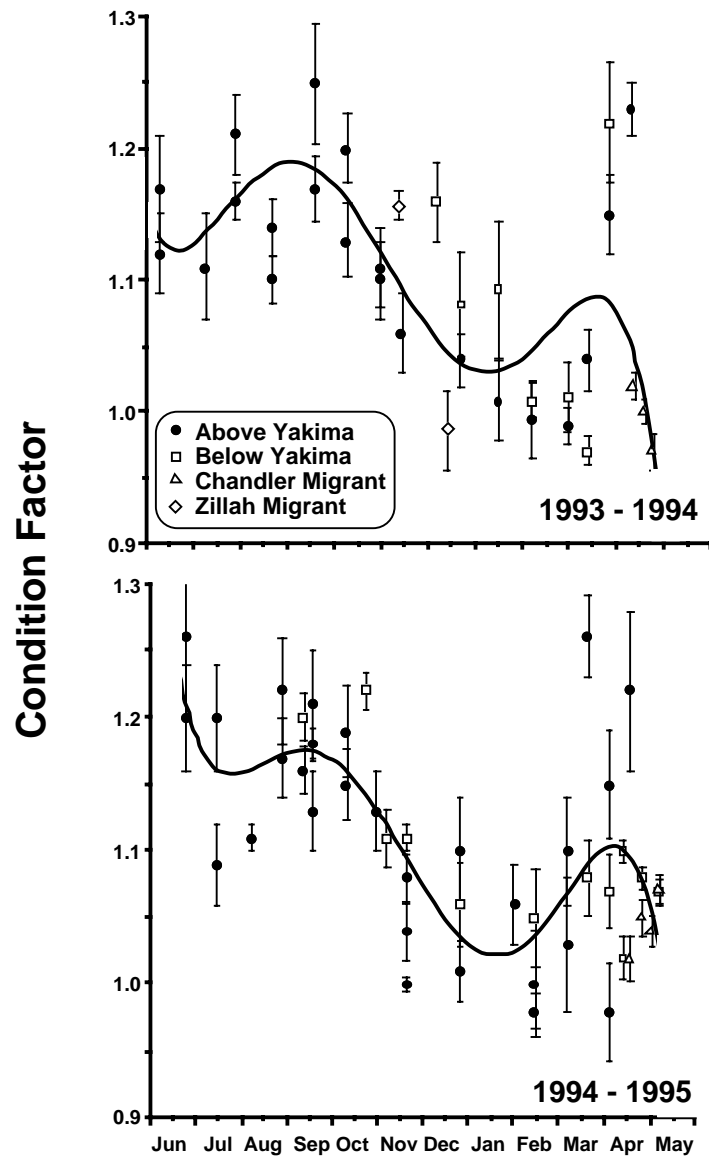 Condition Factor
1.3
1.2
1.1
1.0
0.9
Above Yakima
Below Yakima
Chandler Migrant
Zillah Migrant
1993 - 1994
1.3
1.2
1.1
1.0
0.9
1994 - 1995
Jun Jul Aug Sep Oct Nov Dec Jan Feb Mar Apr May